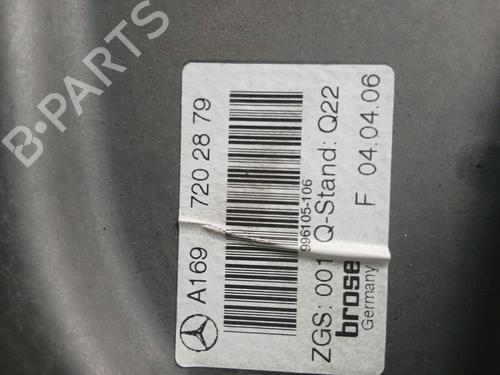 A169 720 28 79
996105-106
ZGS: 001 Q-Stand: Q22
brose
Germany
F 04.04.06
B-PARTS